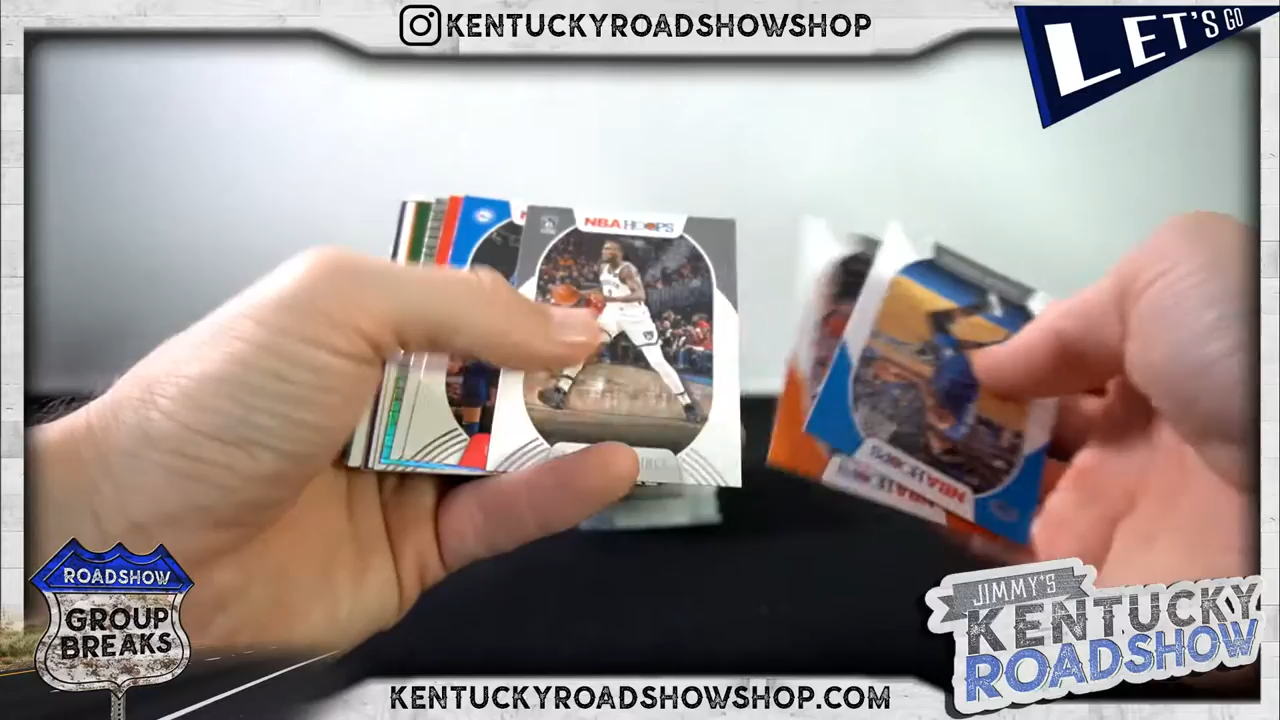 KENTUCKYROADSHOWSHOP
LET'S GO
NBA HOOPS
NBA HOOPS
ROADSHOW
GROUP
BREAKS
JIMMY'S
KENTUCKY
ROADSHOW
KENTUCKYROADSHOWSHOP.COM